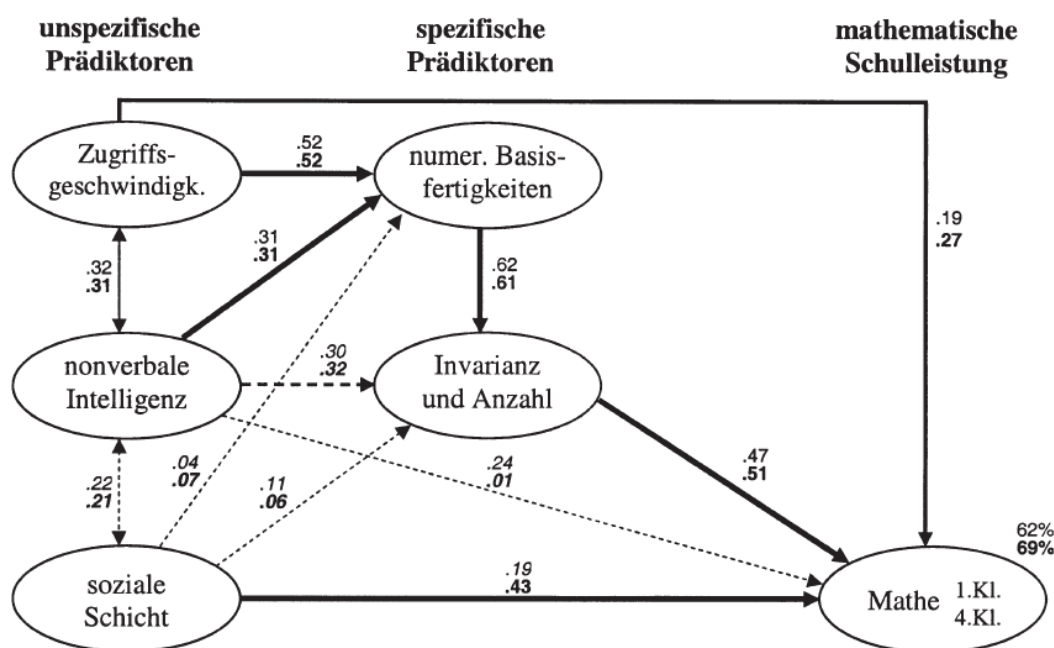 unspezifische
Prädiktoren
spezifische
Prädiktoren
mathematische
Schulleistung
Zugriffs-
geschwindigk.
.52
.52
numer. Basis-
fertigkeiten
.19
.27
.31
.31
.32
.31
.62
.61
nonverbale
Intelligenz
.30
.32
Invarianz
und Anzahl
.04
.07
.11
.06
.24
.01
.47
.51
.22
.21
62%
69%
soziale
Schicht
.19
.43
Mathe
1.Kl.
4.Kl.